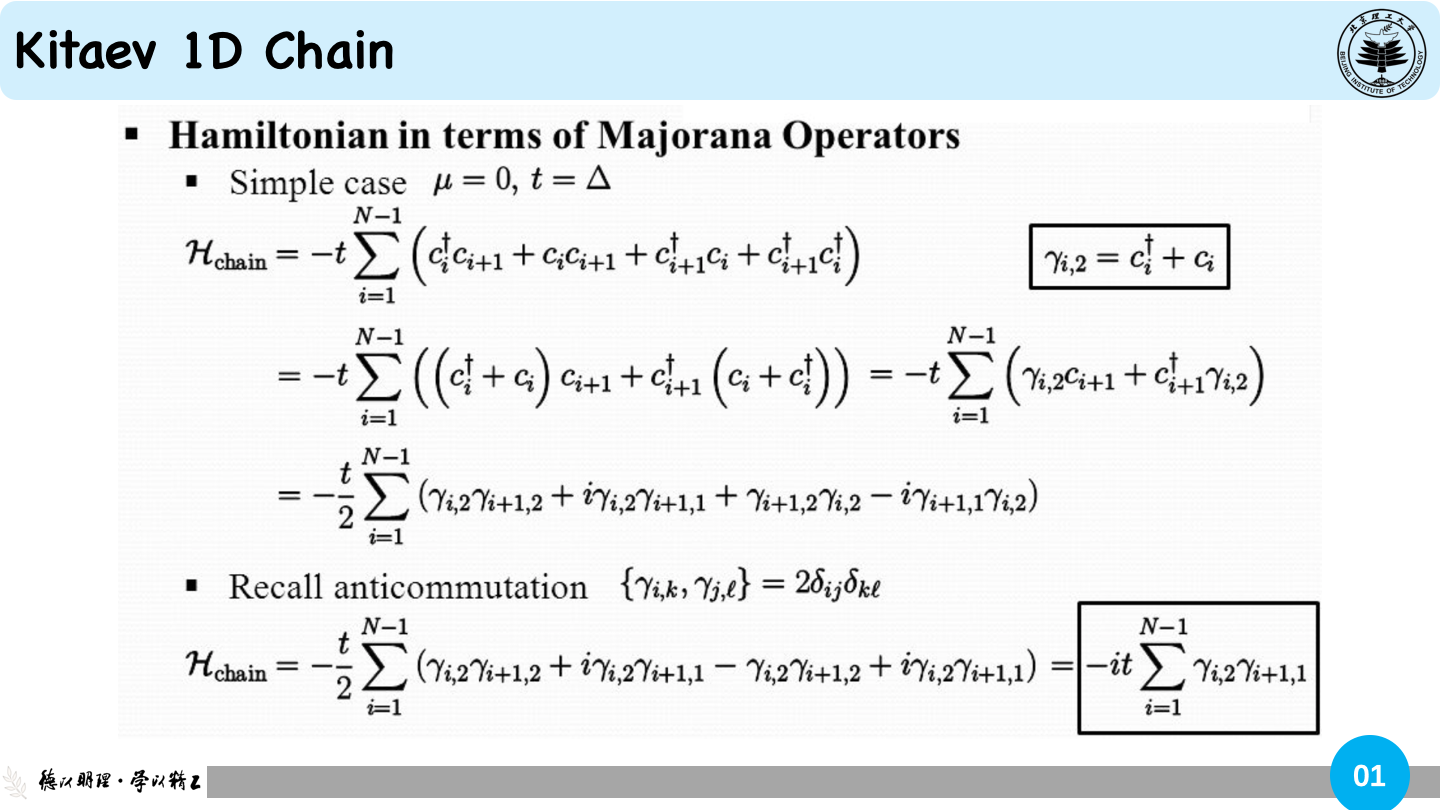 Kitaev 1D Chain
北京理工大学
BEIJING INSTITUTE OF TECHNOLOGY
▪ Hamiltonian in terms of Majorana Operators
▪ Simple case μ = 0, t = Δ
$\mathcal{H}_{\text{chain}} = -t \sum_{i=1}^{N-1} \left( c_i^\dagger c_{i+1} + c_i c_{i+1} + c_{i+1}^\dagger c_i + c_{i+1}^\dagger c_i^\dagger \right)$ $\gamma_{i,2} = c_i^\dagger + c_i$
$= -t \sum_{i=1}^{N-1} \left( \left( c_i^\dagger + c_i \right) c_{i+1} + c_{i+1}^\dagger \left( c_i + c_i^\dagger \right) \right) = -t \sum_{i=1}^{N-1} \left( \gamma_{i,2} c_{i+1} + c_{i+1}^\dagger \gamma_{i,2} \right)$
$= -\frac{t}{2} \sum_{i=1}^{N-1} \left( \gamma_{i,2} \gamma_{i+1,2} + i \gamma_{i,2} \gamma_{i+1,1} + \gamma_{i+1,2} \gamma_{i,2} - i \gamma_{i+1,1} \gamma_{i,2} \right)$
▪ Recall anticommutation $\{\gamma_{i,k}, \gamma_{j,\ell}\} = 2\delta_{ij}\delta_{k\ell}$
$\mathcal{H}_{\text{chain}} = -\frac{t}{2} \sum_{i=1}^{N-1} \left( \gamma_{i,2} \gamma_{i+1,2} + i \gamma_{i,2} \gamma_{i+1,1} - \gamma_{i,2} \gamma_{i+1,2} + i \gamma_{i,2} \gamma_{i+1,1} \right) = -it \sum_{i=1}^{N-1} \gamma_{i,2} \gamma_{i+1,1}$
德以明理·学以精工
01